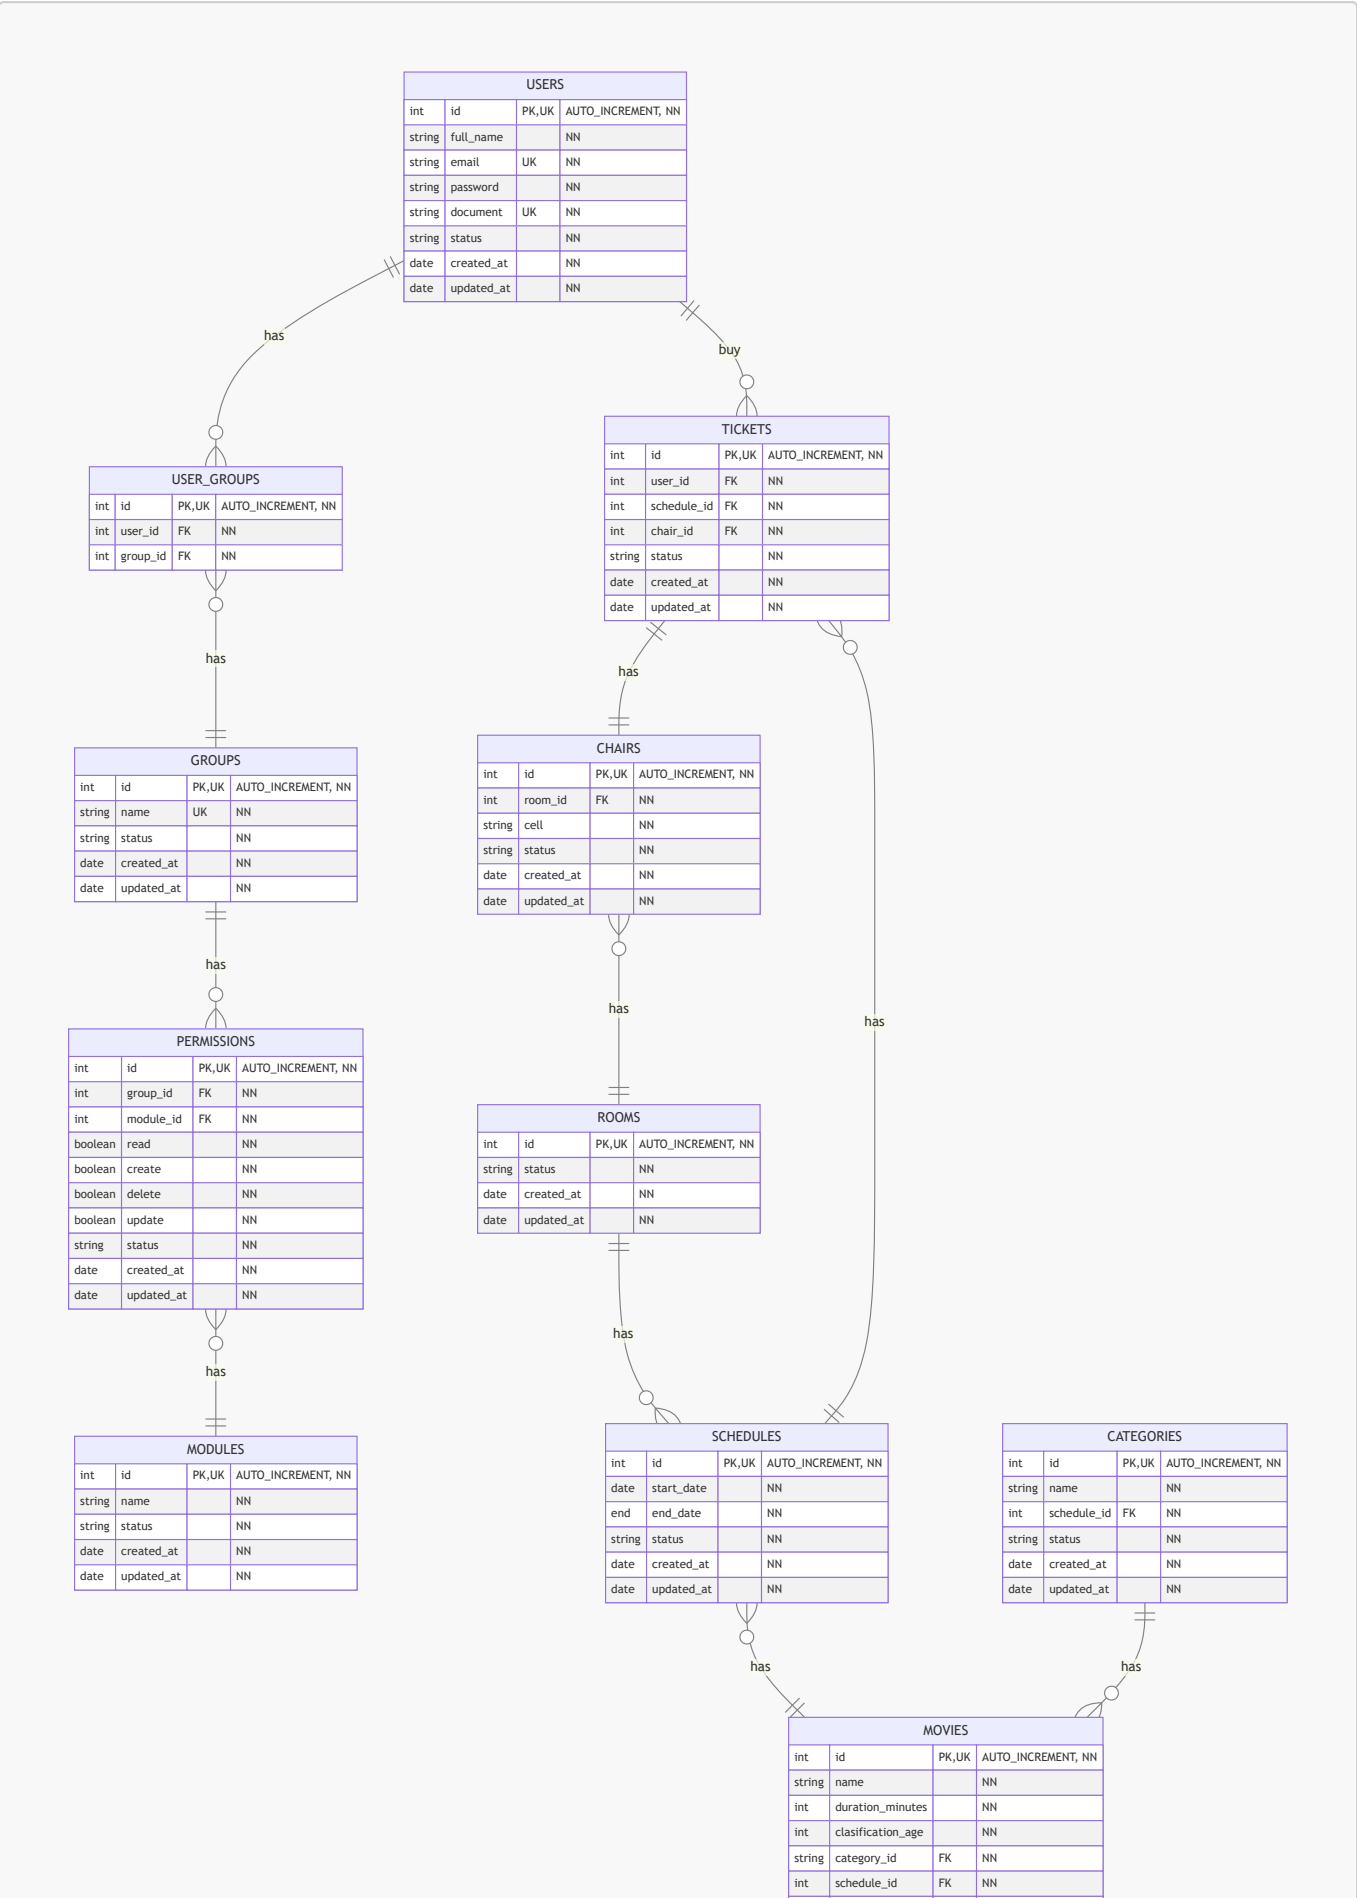 USERS
int id PK,UK AUTO_INCREMENT, NN
string full_name NN
string email UK NN
string password NN
string document UK NN
string status NN
date created_at NN
date updated_at NN
has
buy
TICKETS
int id PK,UK AUTO_INCREMENT, NN
int user_id FK NN
int schedule_id FK NN
int chair_id FK NN
string status NN
date created_at NN
date updated_at NN
USER_GROUPS
int id PK,UK AUTO_INCREMENT, NN
int user_id FK NN
int group_id FK NN
has
has
GROUPS
int id PK,UK AUTO_INCREMENT, NN
string name UK NN
string status NN
date created_at NN
date updated_at NN
CHAIRS
int id PK,UK AUTO_INCREMENT, NN
int room_id FK NN
string cell NN
string status NN
date created_at NN
date updated_at NN
has
has
has
PERMISSIONS
int id PK,UK AUTO_INCREMENT, NN
int group_id FK NN
int module_id FK NN
boolean read NN
boolean create NN
boolean delete NN
boolean update NN
string status NN
date created_at NN
date updated_at NN
ROOMS
int id PK,UK AUTO_INCREMENT, NN
string status NN
date created_at NN
date updated_at NN
has
has
MODULES
int id PK,UK AUTO_INCREMENT, NN
string name NN
string status NN
date created_at NN
date updated_at NN
SCHEDULES
int id PK,UK AUTO_INCREMENT, NN
date start_date NN
end end_date NN
string status NN
date created_at NN
date updated_at NN
CATEGORIES
int id PK,UK AUTO_INCREMENT, NN
string name NN
int schedule_id FK NN
string status NN
date created_at NN
date updated_at NN
has
has
MOVIES
int id PK,UK AUTO_INCREMENT, NN
string name NN
int duration_minutes NN
int clasification_age NN
string category_id FK NN
int schedule_id FK NN